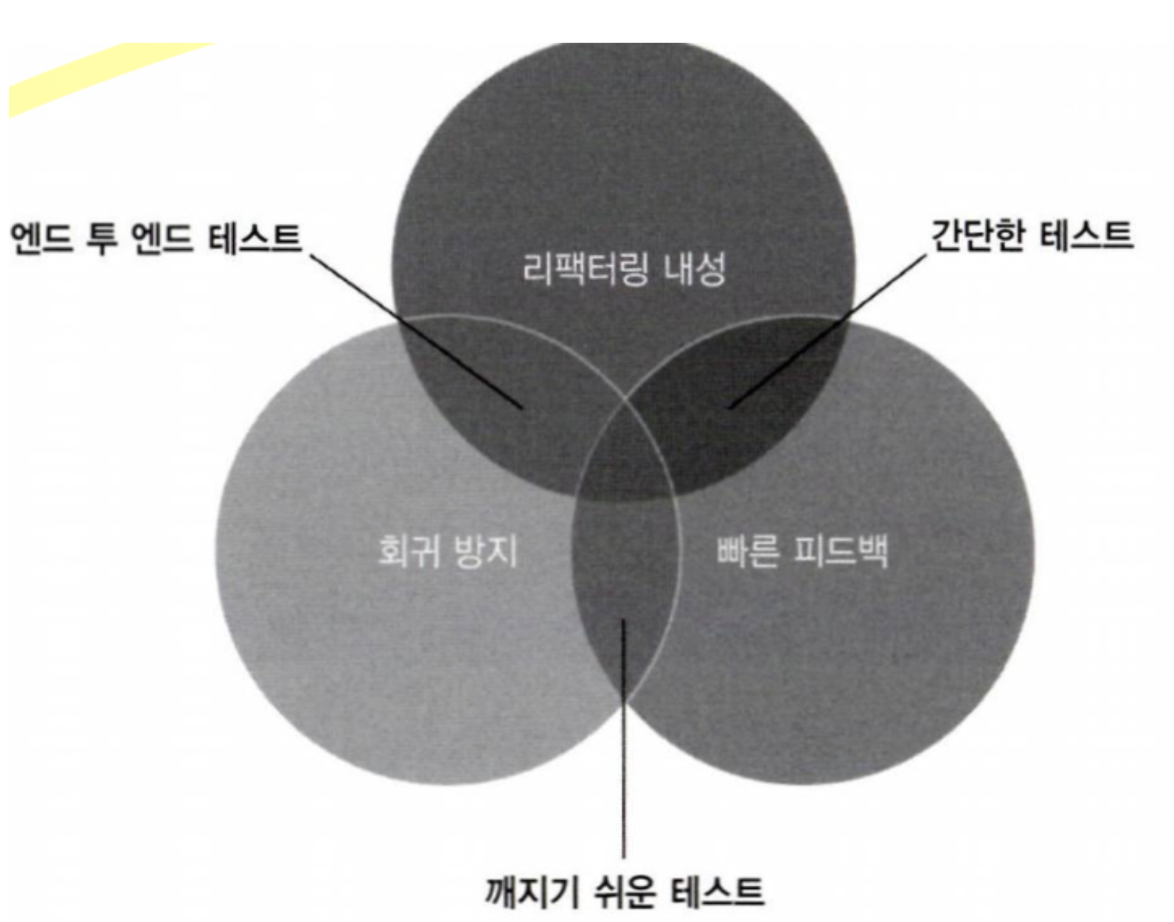 엔드 투 엔드 테스트
간단한 테스트
리팩터링 내성
회귀 방지
빠른 피드백
깨지기 쉬운 테스트